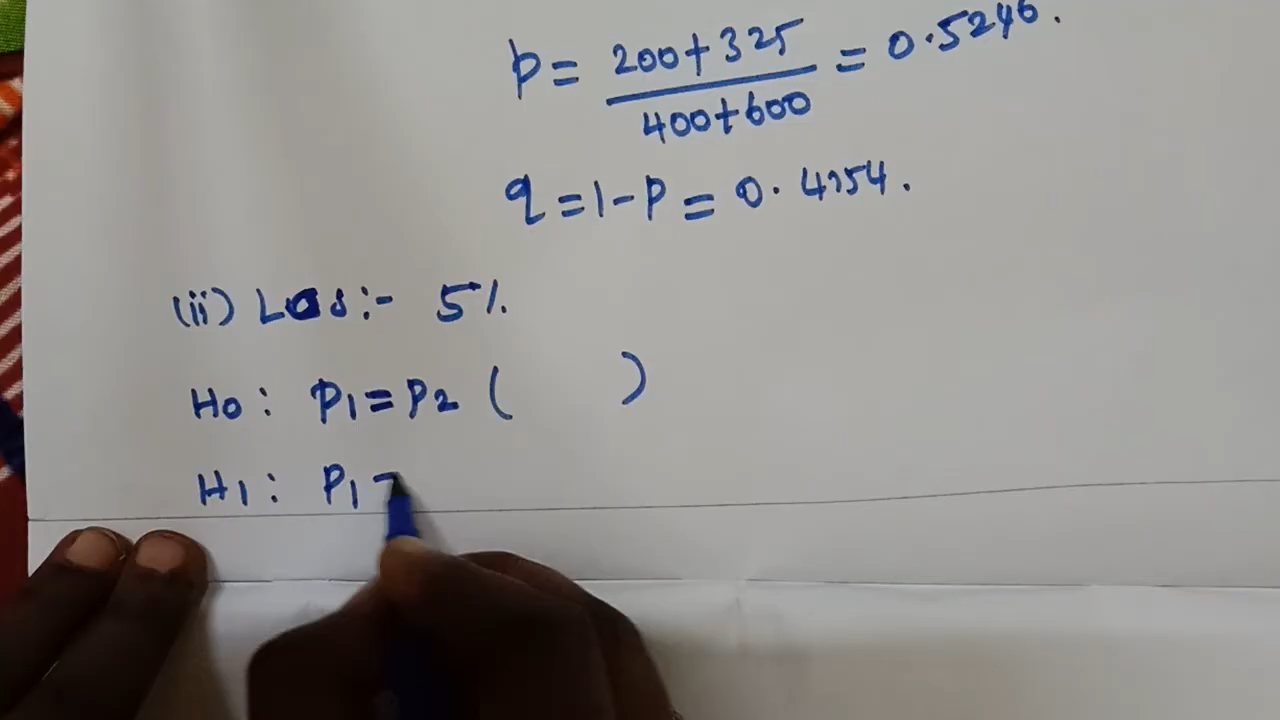 p = 200+325 / 400+600 = 0.5246.
q = 1-p = 0.4754.
(ii) Los:- 5%.
H0: P1=P2 ( )
H1: P1